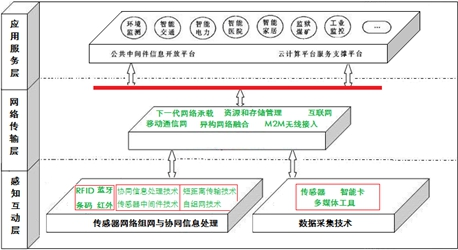 应用服务层
环境监测
智能交通
智能电力
智能医院
智能家居
监狱煤矿
工业监控
...
公共中间件信息开放平台
云计算平台服务支撑平台
网络传输层
下一代网络承载 资源和存储管理 互联网
移动通信网 异构网络融合 M2M无线接入
感知互动层
RFID 蓝牙 协同信息处理技术 短距离传输技术
条码 红外 传感器中间件技术 自组网技术
传感器网络组网与协同信息处理
传感器 智能卡
多媒体工具
数据采集技术